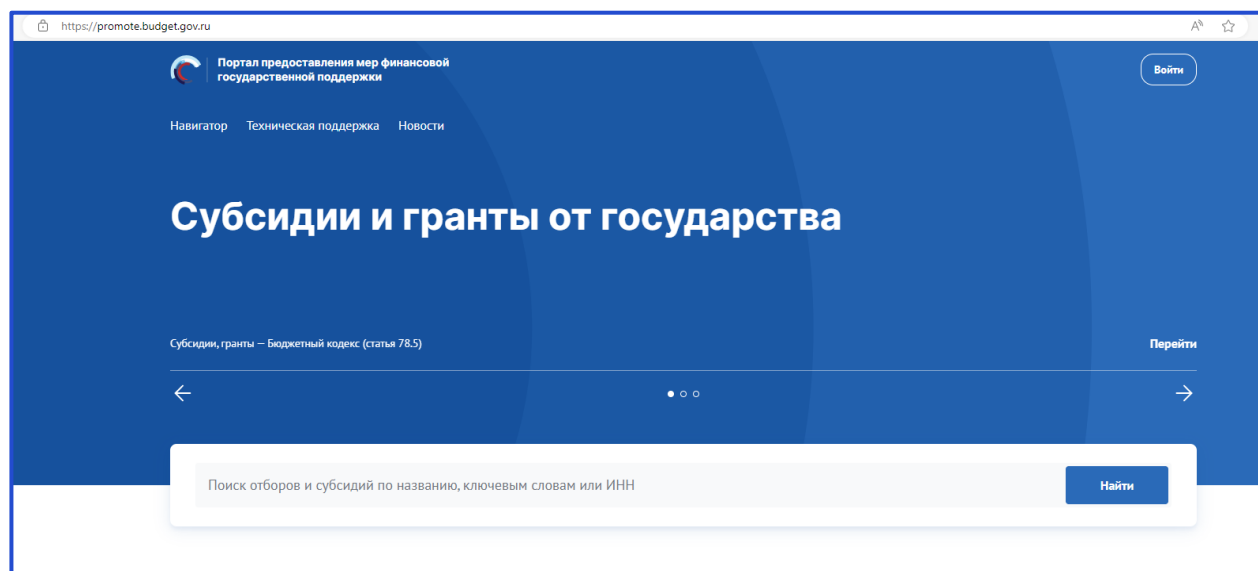 https://promote.budget.gov.ru
Портал предоставления мер финансовой
государственной поддержки
Войти
Навигатор Техническая поддержка Новости
Субсидии и гранты от государства
Субсидии, гранты — Бюджетный кодекс (статья 78.5)
Перейти
Поиск отборов и субсидий по названию, ключевым словам или ИНН
Найти